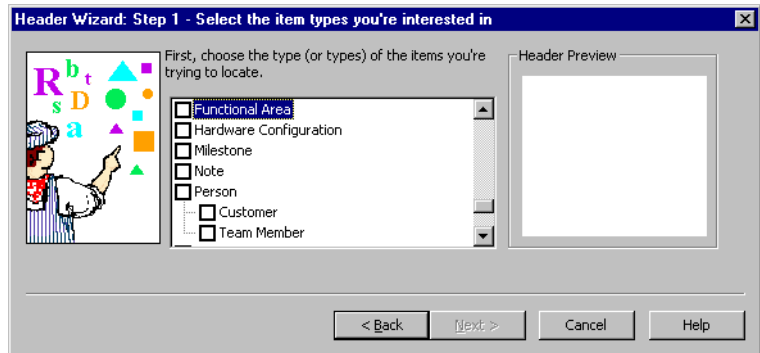 Header Wizard: Step 1 - Select the item types you're interested in
First, choose the type (or types) of the items you're
trying to locate.
Header Preview
R b t
s D
a
Functional Area
Hardware Configuration
Milestone
Note
Person
Customer
Team Member
< Back
Next >
Cancel
Help